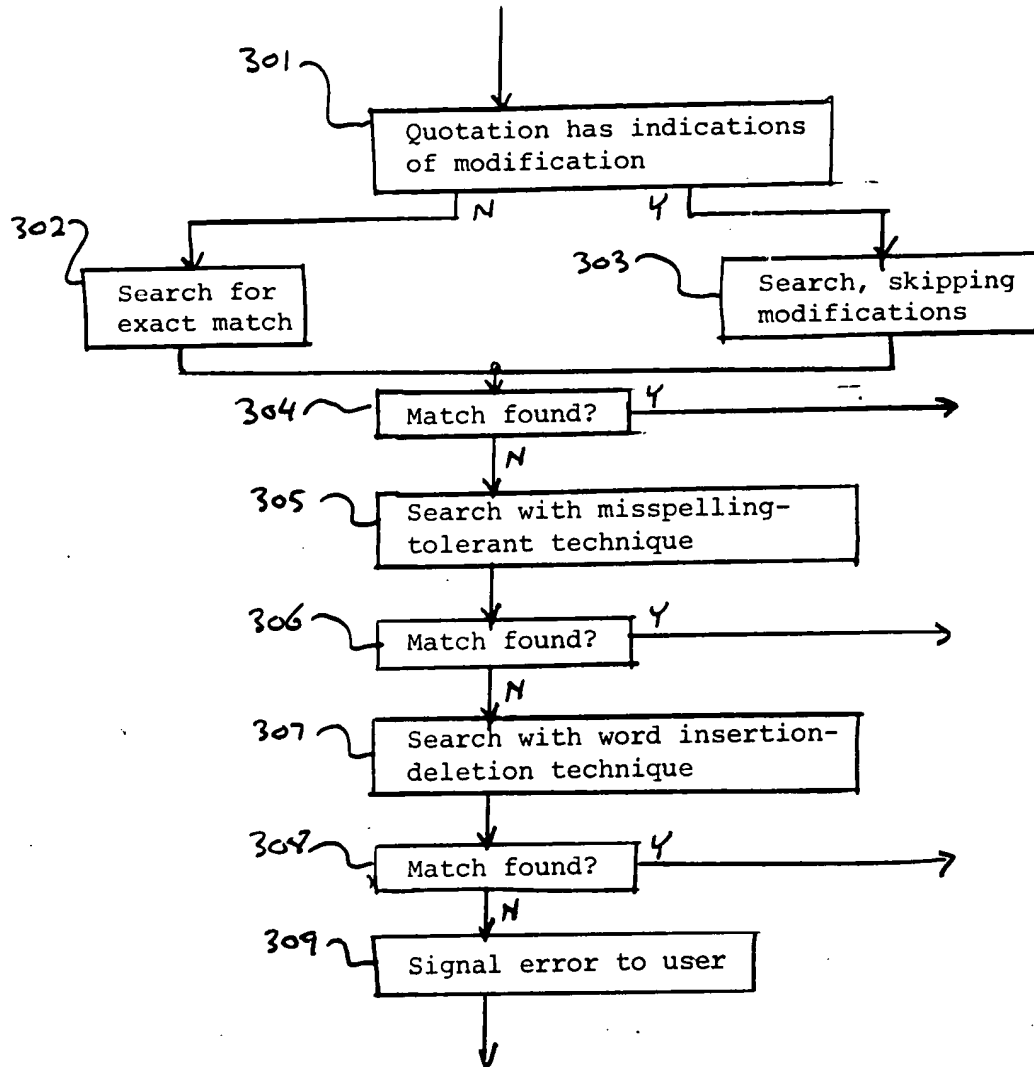 301
Quotation has indications
of modification
N
Y
302
Search for
exact match
303
Search, skipping
modifications
304
Match found?
Y
N
305
Search with misspelling-
tolerant technique
306
Match found?
Y
N
307
Search with word insertion-
deletion technique
308
Match found?
Y
N
309
Signal error to user